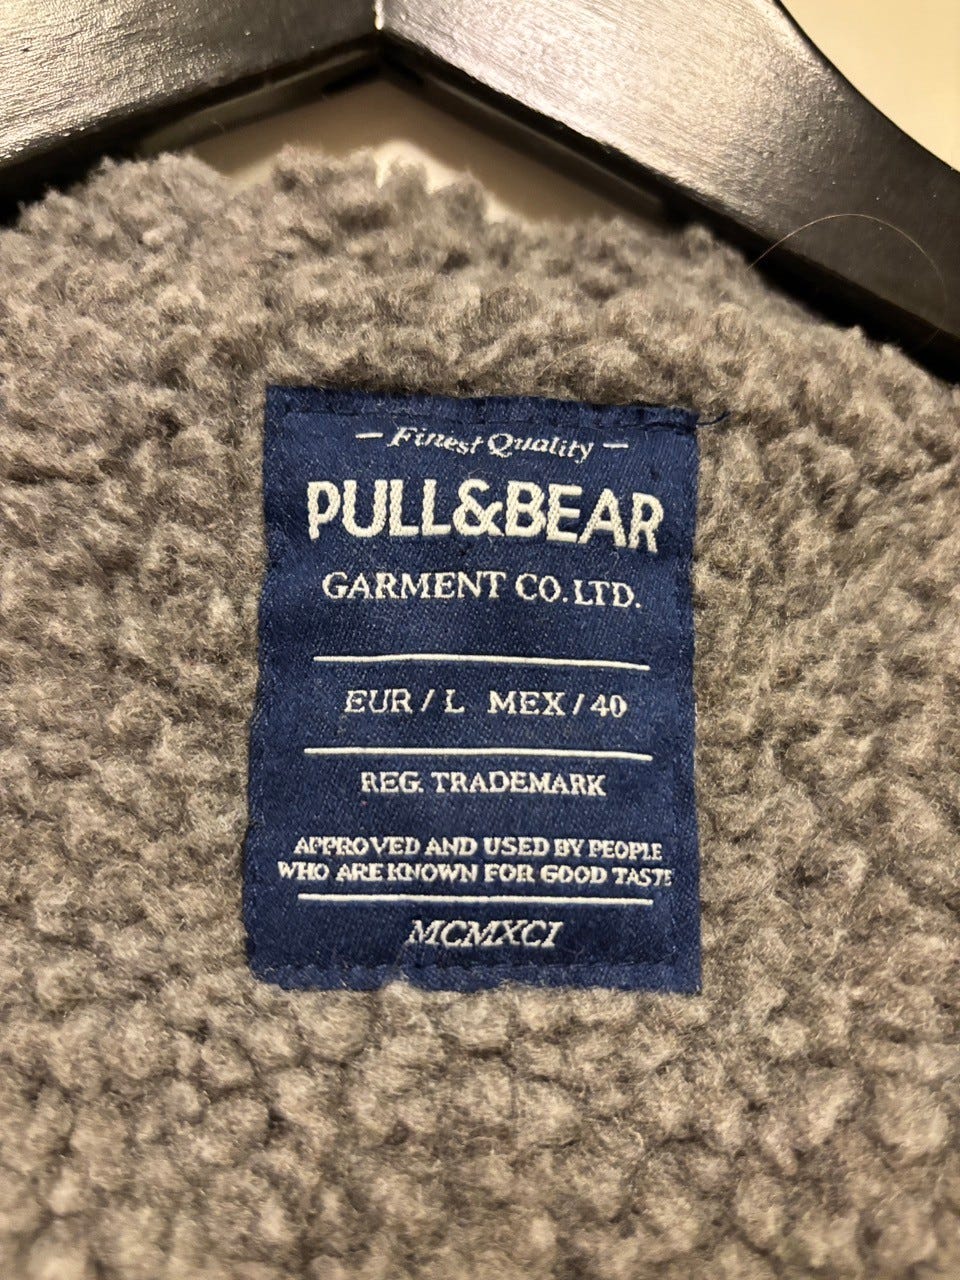 – Finest Quality –
PULL&BEAR
GARMENT CO. LTD.
EUR / L MEX / 40
REG. TRADEMARK
APPROVED AND USED BY PEOPLE
WHO ARE KNOWN FOR GOOD TASTE
MCMXCI